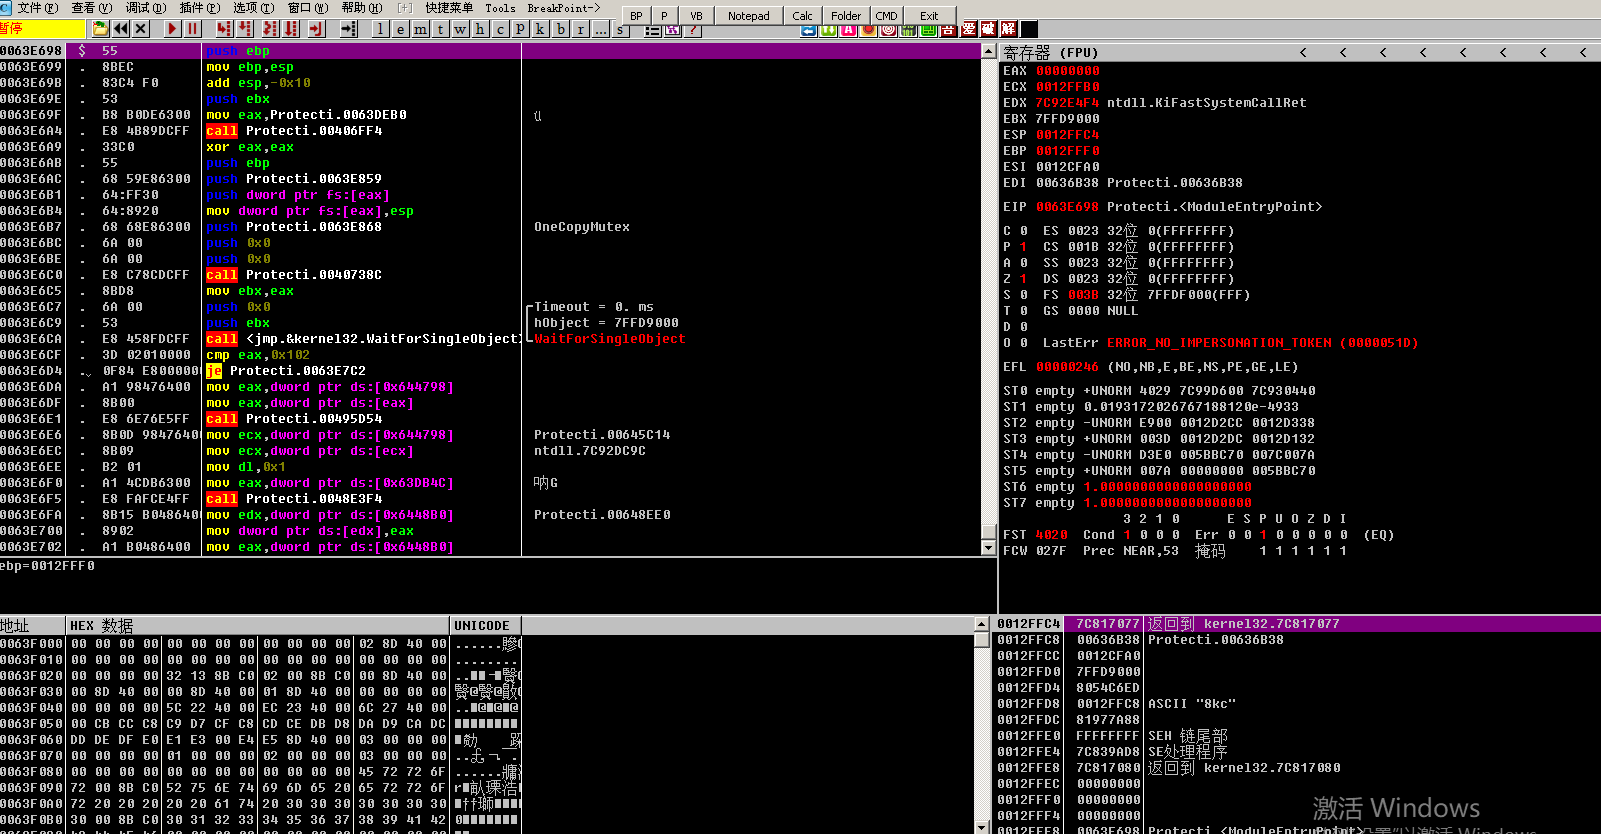 文件(F) 查看(V) 调试(D) 插件(P) 选项(T) 窗口(W) 帮助(H) [+] 快捷菜单 Tools BreakPoint->
BP P VB Notepad Calc Folder CMD Exit
暂停 l e m t w h c p k b r ... s ? 吾 爱 破 解
0063E698 $ 55 push ebp
0063E699 . 8BEC mov ebp,esp
0063E69B . 83C4 F0 add esp,-0x10
0063E69E . 53 push ebx
0063E69F . B8 B0DE6300 mov eax,Protecti.0063DEB0
0063E6A4 . E8 4B89DCFF call Protecti.00406FF4
0063E6A9 . 33C0 xor eax,eax
0063E6AB . 55 push ebp
0063E6AC . 68 59E86300 push Protecti.0063E859
0063E6B1 . 64:FF30 push dword ptr fs:[eax]
0063E6B4 . 64:8920 mov dword ptr fs:[eax],esp
0063E6B7 . 68 68E86300 push Protecti.0063E868 OneCopyMutex
0063E6BC . 6A 00 push 0x0
0063E6BE . 6A 00 push 0x0
0063E6C0 . E8 C78CDCFF call Protecti.0040738C
0063E6C5 . 8BD8 mov ebx,eax
0063E6C7 . 6A 00 push 0x0 Timeout = 0. ms
0063E6C9 . 53 push ebx hObject = 7FFD9000
0063E6CA . E8 458FDCFF call <jmp.&kernel32.WaitForSingleObject> WaitForSingleObject
0063E6CF . 3D 02010000 cmp eax,0x102
0063E6D4 . 0F84 E8000000 je Protecti.0063E7C2
0063E6DA . A1 98476400 mov eax,dword ptr ds:[0x644798]
0063E6DF . 8B00 mov eax,dword ptr ds:[eax]
0063E6E1 . E8 6E76E5FF call Protecti.00495D54
0063E6E6 . 8B0D 9847640 mov ecx,dword ptr ds:[0x644798] Protecti.00645C14
0063E6EC . 8B09 mov ecx,dword ptr ds:[ecx] ntdll.7C92DC9C
0063E6EE . B2 01 mov dl,0x1
0063E6F0 . A1 4CDB6300 mov eax,dword ptr ds:[0x63DB4C] 呐G
0063E6F5 . E8 FAFCE4FF call Protecti.0048E3F4
0063E6FA . 8B15 B048640 mov edx,dword ptr ds:[0x6448B0] Protecti.00648EE0
0063E700 . 8902 mov dword ptr ds:[edx],eax
0063E702 . A1 B0486400 mov eax,dword ptr ds:[0x6448B0]
ebp=0012FFF0
寄存器 (FPU) < < < < < < < <
EAX 00000000
ECX 0012FFB0
EDX 7C92E4F4 ntdll.KiFastSystemCallRet
EBX 7FFD9000
ESP 0012FFC4
EBP 0012FFF0
ESI 0012CFA0
EDI 00636B38 Protecti.00636B38
EIP 0063E698 Protecti.<ModuleEntryPoint>
C 0 ES 0023 32位 0(FFFFFFFF)
P 1 CS 001B 32位 0(FFFFFFFF)
A 0 SS 0023 32位 0(FFFFFFFF)
Z 1 DS 0023 32位 0(FFFFFFFF)
S 0 FS 003B 32位 7FFDF000(FFF)
T 0 GS 0000 NULL
D 0
O 0 LastErr ERROR_NO_IMPERSONATION_TOKEN (0000051D)
EFL 00000246 (NO,NB,E,BE,NS,PE,GE,LE)
ST0 empty +UNORM 4029 7C99D600 7C930440
ST1 empty 0.0193172026767188120e-4933
ST2 empty -UNORM E900 0012D2CC 0012D338
ST3 empty +UNORM 003D 0012D2DC 0012D132
ST4 empty -UNORM D3E0 005BBC70 007C007A
ST5 empty +UNORM 007A 00000000 005BBC70
ST6 empty 1.0000000000000000000
ST7 empty 1.0000000000000000000
3 2 1 0 E S P U O Z D I
FST 4020 Cond 1 0 0 0 Err 0 0 1 0 0 0 0 0 (EQ)
FCW 027F Prec NEAR,53 掩码 1 1 1 1 1 1
地址 HEX 数据 UNICODE
0063F000 00 00 00 00 00 00 00 00 00 00 00 00 02 8D 40 00
0063F010 00 00 00 00 00 00 00 00 00 00 00 00 00 00 00 00 ........
0063F020 00 00 00 00 32 13 8B C0 02 00 8B C0 00 8D 40 00
0063F030 00 8D 40 00 00 8D 40 00 01 8D 40 00 00 00 00 00
0063F040 00 00 00 00 5C 22 40 00 EC 23 40 00 6C 27 40 00
0063F050 00 CB CC C8 C9 D7 CF C8 CD CE DB D8 DA D9 CA DC
0063F060 DD DE DF E0 E1 E3 00 E4 E5 8D 40 00 03 00 00 00
0063F070 00 00 00 00 01 00 00 00 02 00 00 00 03 00 00 00
0063F080 00 00 00 00 00 00 00 00 00 00 00 00 45 72 72 6F
0063F090 72 00 8B C0 52 75 6E 74 69 6D 65 20 65 72 72 6F
0063F0A0 72 20 20 20 20 20 61 74 20 30 30 30 30 30 30 30
0063F0B0 30 00 8B C0 30 31 32 33 34 35 36 37 38 39 41 42
0012FFC4 7C817077 返回到 kernel32.7C817077
0012FFC8 00636B38 Protecti.00636B38
0012FFCC 0012CFA0
0012FFD0 7FFD9000
0012FFD4 8054C6ED
0012FFD8 0012FFC8 ASCII "8kc"
0012FFDC 81977A88
0012FFE0 FFFFFFFF SEH 链尾部
0012FFE4 7C839AD8 SE处理程序
0012FFE8 7C817080 返回到 kernel32.7C817080
0012FFEC 00000000
0012FFF0 00000000
0012FFF4 00000000
0012FFF8 0063E698 Protecti.<ModuleEntryPoint>
激活 Windows